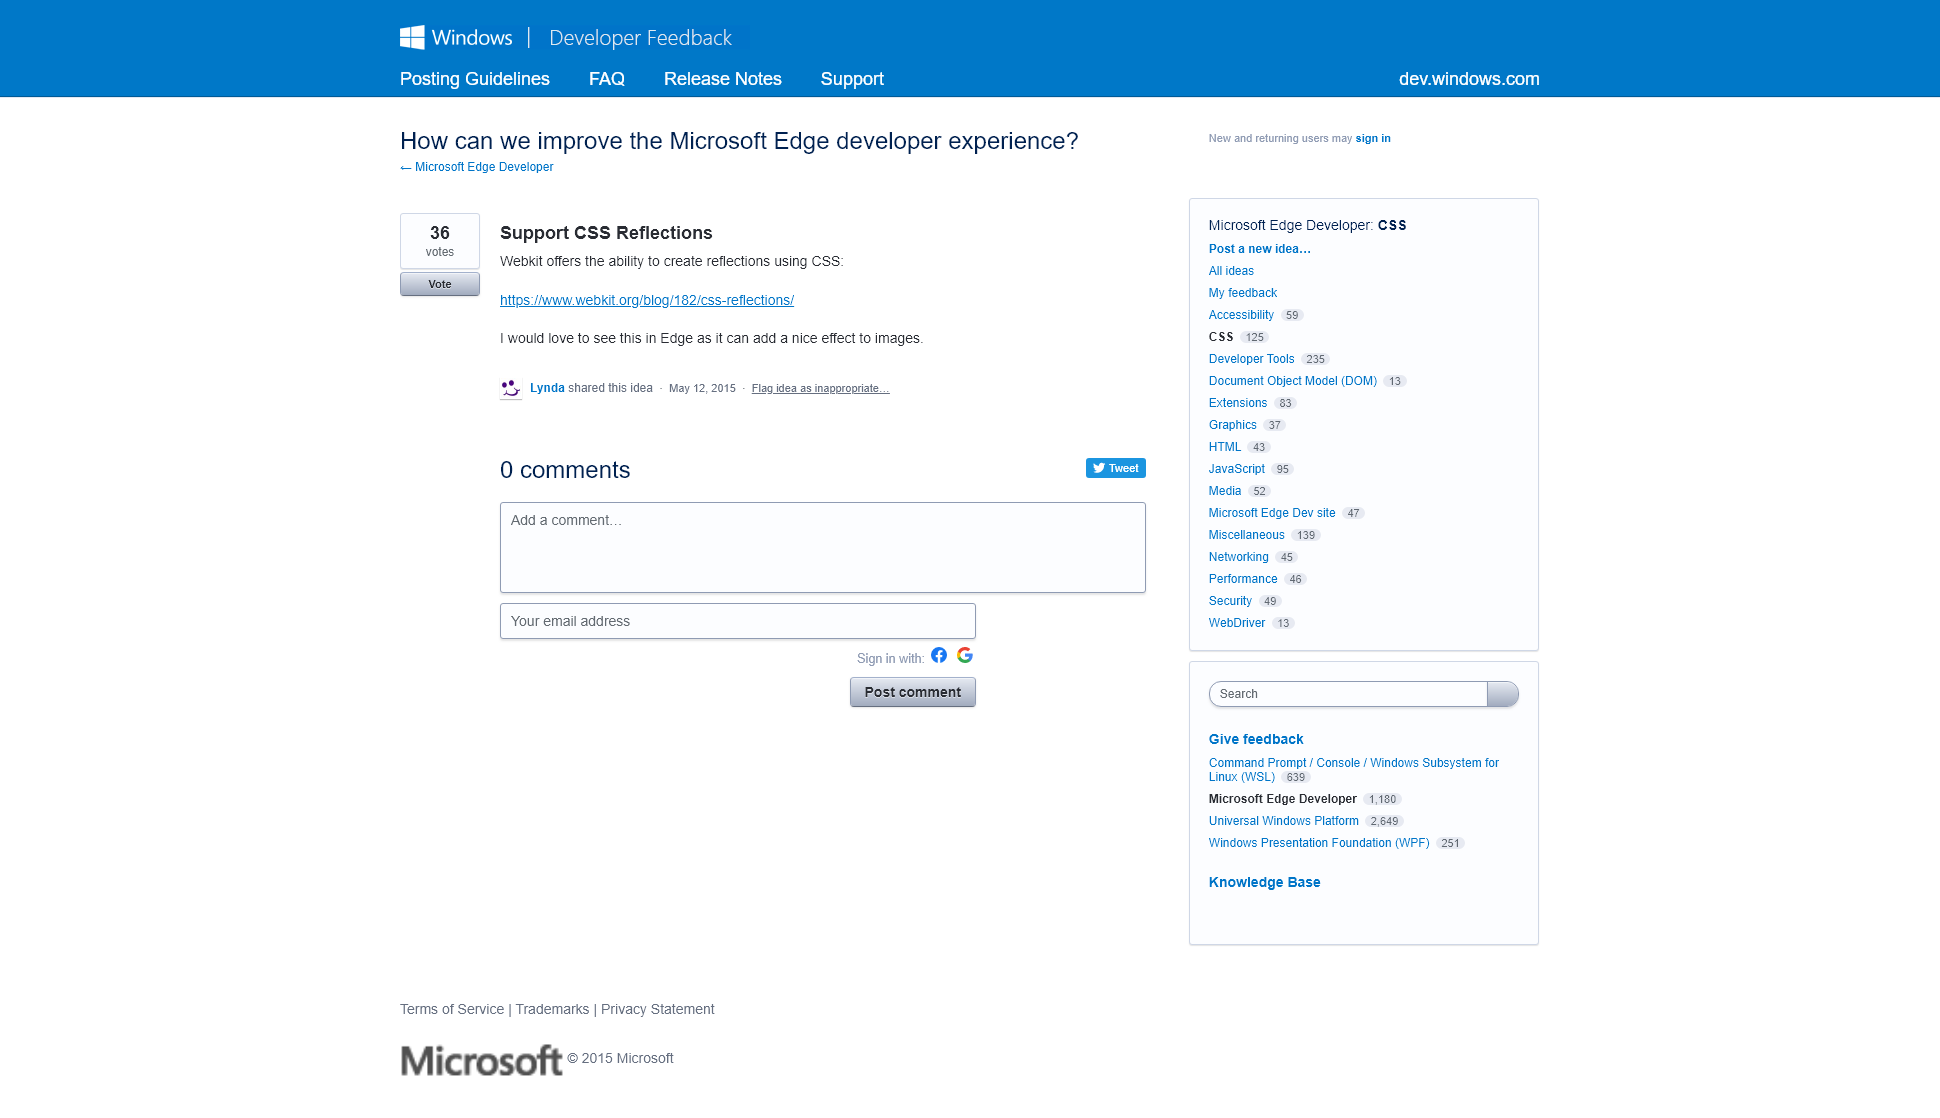 Windows | Developer Feedback
Posting Guidelines FAQ Release Notes Support dev.windows.com
How can we improve the Microsoft Edge developer experience?
← Microsoft Edge Developer
New and returning users may sign in
36
votes
Vote
Support CSS Reflections
Webkit offers the ability to create reflections using CSS:
https://www.webkit.org/blog/182/css-reflections/
I would love to see this in Edge as it can add a nice effect to images.
Lynda shared this idea · May 12, 2015 · Flag idea as inappropriate…
0 comments
Tweet
Add a comment…
Your email address
Sign in with:
Post comment
Microsoft Edge Developer: CSS
Post a new idea…
All ideas
My feedback
Accessibility 59
CSS 125
Developer Tools 235
Document Object Model (DOM) 13
Extensions 83
Graphics 37
HTML 43
JavaScript 95
Media 52
Microsoft Edge Dev site 47
Miscellaneous 139
Networking 45
Performance 46
Security 49
WebDriver 13
Search
Give feedback
Command Prompt / Console / Windows Subsystem for
Linux (WSL) 639
Microsoft Edge Developer 1,180
Universal Windows Platform 2,649
Windows Presentation Foundation (WPF) 251
Knowledge Base
Terms of Service | Trademarks | Privacy Statement
Microsoft © 2015 Microsoft